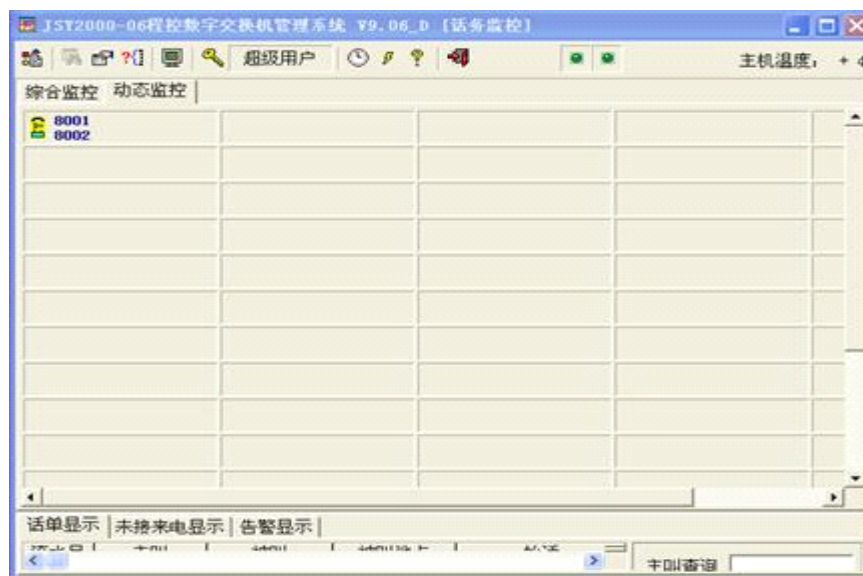 JST2000-06程控数字交换机管理系统 V9.06_D [话务监控]
超级用户
主机温度: + 4
综合监控 动态监控
8001
8002
话单显示 未接来电显示 告警显示
主叫查询